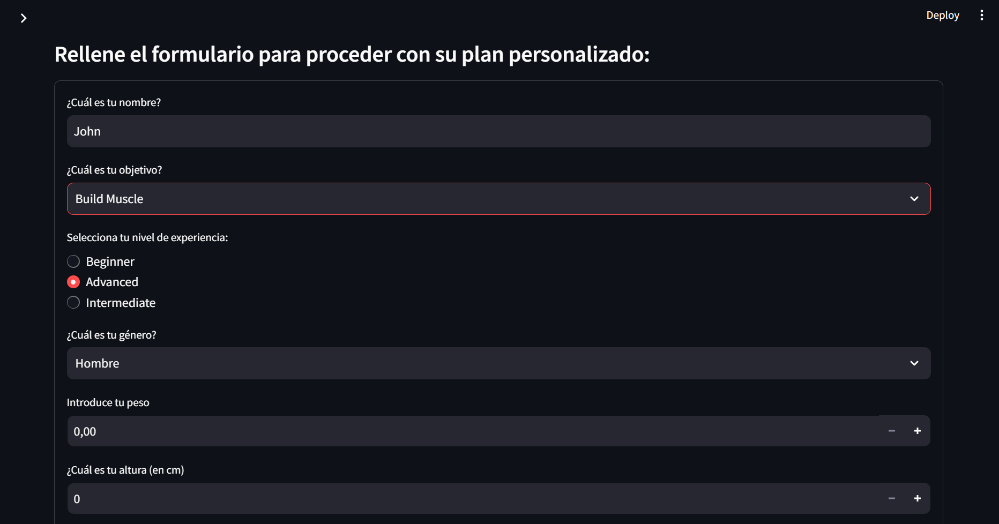 Deploy
Rellene el formulario para proceder con su plan personalizado:
¿Cuál es tu nombre?
John
¿Cuál es tu objetivo?
Build Muscle
Selecciona tu nivel de experiencia:
Beginner
Advanced
Intermediate
¿Cuál es tu género?
Hombre
Introduce tu peso
0,00
¿Cuál es tu altura (en cm)
0